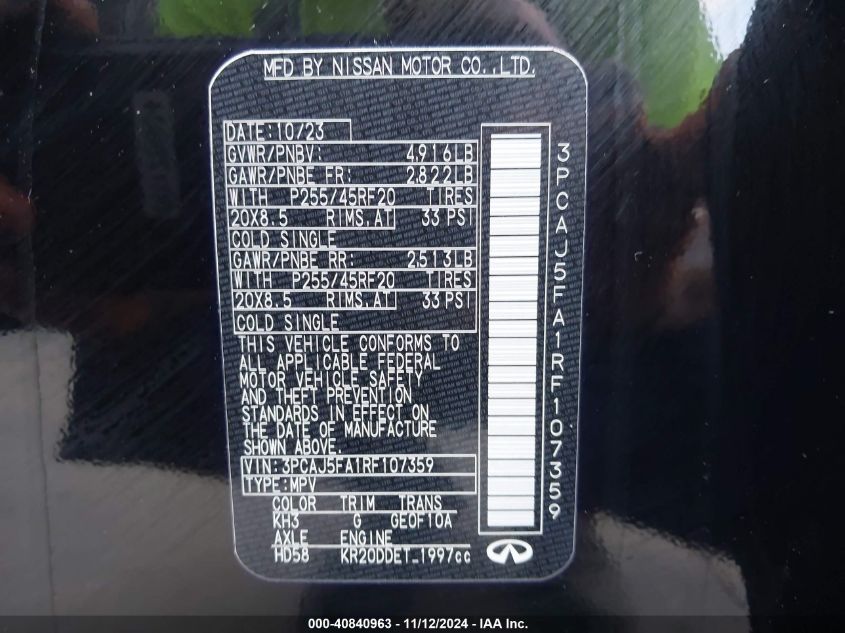 MFD BY NISSAN MOTOR CO.,LTD.
DATE:10/23
GVWR/PNBV: 4,916LB
GAWR/PNBE FR: 2,822LB
WITH P255/45RF20 TIRES
20X8.5 RIMS,AT 33 PSI
COLD SINGLE
GAWR/PNBE RR: 2,513LB
WITH P255/45RF20 TIRES
20X8.5 RIMS,AT 33 PSI
COLD SINGLE
THIS VEHICLE CONFORMS TO
ALL APPLICABLE FEDERAL
MOTOR VEHICLE SAFETY
AND THEFT PREVENTION
STANDARDS IN EFFECT ON
THE DATE OF MANUFACTURE
SHOWN ABOVE.
VIN:3PCAJ5FA1RF107359
TYPE:MPV
COLOR TRIM TRANS
KH3 G GE0F10A
AXLE ENGINE
HD58 KR20DDET 1997cc
3PCAJ5FA1RF107359
000-40840963 - 11/12/2024 - IAA Inc.